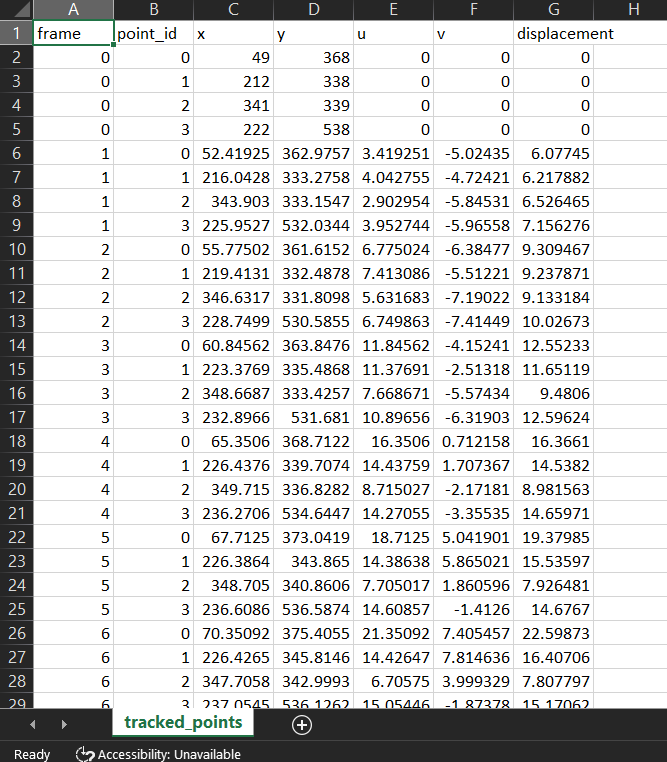 A B C D E F G H
1 frame point_id x y u v displacement
2 0 0 49 368 0 0 0
3 0 1 212 338 0 0 0
4 0 2 341 339 0 0 0
5 0 3 222 538 0 0 0
6 1 0 52.41925 362.9757 3.419251 -5.02435 6.07745
7 1 1 216.0428 333.2758 4.042755 -4.72421 6.217882
8 1 2 343.903 333.1547 2.902954 -5.84531 6.526465
9 1 3 225.9527 532.0344 3.952744 -5.96558 7.156276
10 2 0 55.77502 361.6152 6.775024 -6.38477 9.309467
11 2 1 219.4131 332.4878 7.413086 -5.51221 9.237871
12 2 2 346.6317 331.8098 5.631683 -7.19022 9.133184
13 2 3 228.7499 530.5855 6.749863 -7.41449 10.02673
14 3 0 60.84562 363.8476 11.84562 -4.15241 12.55233
15 3 1 223.3769 335.4868 11.37691 -2.51318 11.65119
16 3 2 348.6687 333.4257 7.668671 -5.57434 9.4806
17 3 3 232.8966 531.681 10.89656 -6.31903 12.59624
18 4 0 65.3506 368.7122 16.3506 0.712158 16.3661
19 4 1 226.4376 339.7074 14.43759 1.707367 14.5382
20 4 2 349.715 336.8282 8.715027 -2.17181 8.981563
21 4 3 236.2706 534.6447 14.27055 -3.35535 14.65971
22 5 0 67.7125 373.0419 18.7125 5.041901 19.37985
23 5 1 226.3864 343.865 14.38638 5.865021 15.53597
24 5 2 348.705 340.8606 7.705017 1.860596 7.926481
25 5 3 236.6086 536.5874 14.60857 -1.4126 14.6767
26 6 0 70.35092 375.4055 21.35092 7.405457 22.59873
27 6 1 226.4265 345.8146 14.42647 7.814636 16.40706
28 6 2 347.7058 342.9993 6.70575 3.999329 7.807797
29 6 3 237.0545 536.1262 15.05446 -1.87378 15.17062
tracked_points
Ready Accessibility: Unavailable